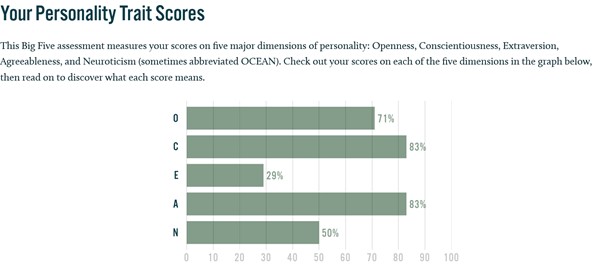 Your Personality Trait Scores
This Big Five assessment measures your scores on five major dimensions of personality: Openness, Conscientiousness, Extraversion,
Agreeableness, and Neuroticism (sometimes abbreviated OCEAN). Check out your scores on each of the five dimensions in the graph below,
then read on to discover what each score means.
O 71%
C 83%
E 29%
A 83%
N 50%
0 10 20 30 40 50 60 70 80 90 100